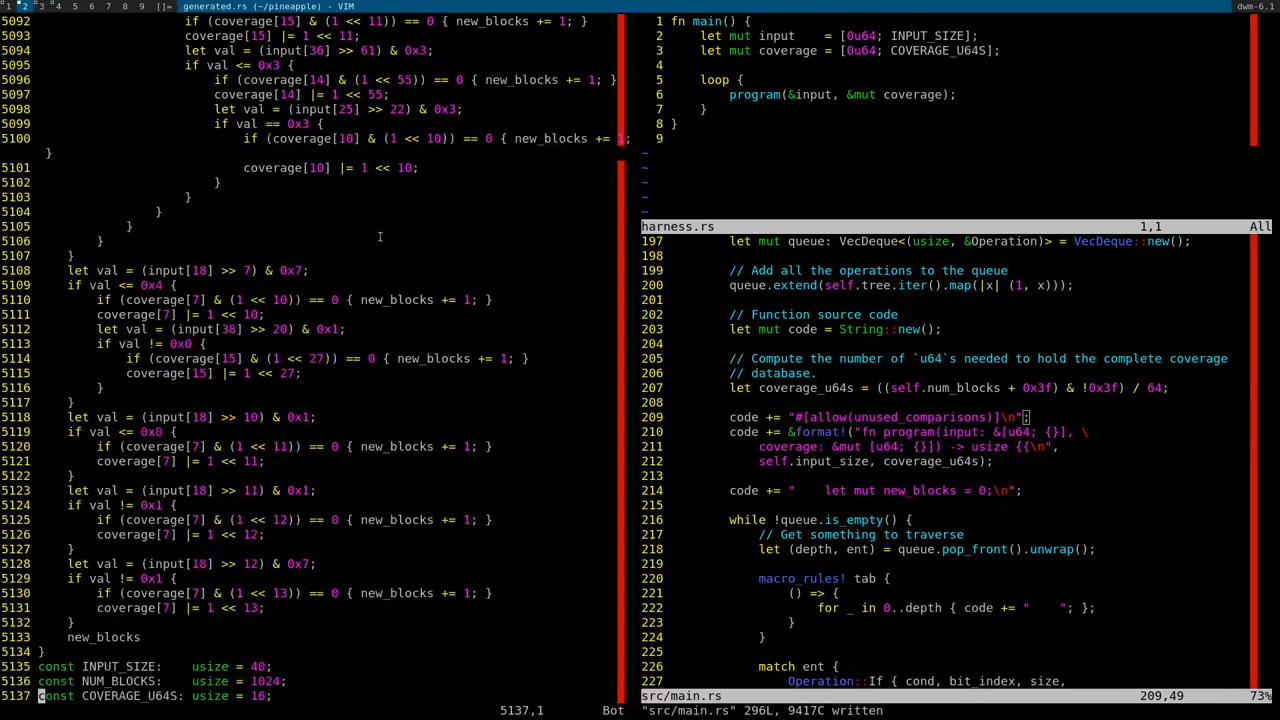 1 2 3 4 5 6 7 8 9 []= generated.rs (~/pineapple) - VIM dwm-6.1
5092                     if (coverage[15] & (1 << 11)) == 0 { new_blocks += 1; }
5093                     coverage[15] |= 1 << 11;
5094                     let val = (input[36] >> 61) & 0x3;
5095                     if val <= 0x3 {
5096                         if (coverage[14] & (1 << 55)) == 0 { new_blocks += 1; }
5097                         coverage[14] |= 1 << 55;
5098                         let val = (input[25] >> 22) & 0x3;
5099                         if val == 0x3 {
5100                             if (coverage[10] & (1 << 10)) == 0 { new_blocks += 1;
 }
5101                             coverage[10] |= 1 << 10;
5102                         }
5103                     }
5104                 }
5105             }
5106         }
5107     }
5108     let val = (input[18] >> 7) & 0x7;
5109     if val <= 0x4 {
5110         if (coverage[7] & (1 << 10)) == 0 { new_blocks += 1; }
5111         coverage[7] |= 1 << 10;
5112         let val = (input[38] >> 20) & 0x1;
5113         if val != 0x0 {
5114             if (coverage[15] & (1 << 27)) == 0 { new_blocks += 1; }
5115             coverage[15] |= 1 << 27;
5116         }
5117     }
5118     let val = (input[18] >> 10) & 0x1;
5119     if val <= 0x0 {
5120         if (coverage[7] & (1 << 11)) == 0 { new_blocks += 1; }
5121         coverage[7] |= 1 << 11;
5122     }
5123     let val = (input[18] >> 11) & 0x1;
5124     if val != 0x1 {
5125         if (coverage[7] & (1 << 12)) == 0 { new_blocks += 1; }
5126         coverage[7] |= 1 << 12;
5127     }
5128     let val = (input[18] >> 12) & 0x7;
5129     if val != 0x1 {
5130         if (coverage[7] & (1 << 13)) == 0 { new_blocks += 1; }
5131         coverage[7] |= 1 << 13;
5132     }
5133     new_blocks
5134 }
5135 const INPUT_SIZE:    usize = 40;
5136 const NUM_BLOCKS:    usize = 1024;
5137 const COVERAGE_U64S: usize = 16;
5137,1 Bot
1 fn main() {
2     let mut input    = [0u64; INPUT_SIZE];
3     let mut coverage = [0u64; COVERAGE_U64S];
4
5     loop {
6         program(&input, &mut coverage);
7     }
8 }
9
~
~
~
~
~
harness.rs 1,1 All
197         let mut queue: VecDeque<(usize, &Operation)> = VecDeque::new();
198
199         // Add all the operations to the queue
200         queue.extend(self.tree.iter().map(|x| (1, x)));
201
202         // Function source code
203         let mut code = String::new();
204
205         // Compute the number of `u64`s needed to hold the complete coverage
206         // database.
207         let coverage_u64s = ((self.num_blocks + 0x3f) & !0x3f) / 64;
208
209         code += "#[allow(unused_comparisons)]\n";
210         code += &format!("fn program(input: &[u64; {}], \
211             coverage: &mut [u64; {}]) -> usize {{\n",
212             self.input_size, coverage_u64s);
213
214         code += "    let mut new_blocks = 0;\n";
215
216         while !queue.is_empty() {
217             // Get something to traverse
218             let (depth, ent) = queue.pop_front().unwrap();
219
220             macro_rules! tab {
221                 () => {
222                     for _ in 0..depth { code += "    "; };
223                 }
224             }
225
226             match ent {
227                 Operation::If { cond, bit_index, size,
src/main.rs 209,49 73%
"src/main.rs" 296L, 9417C written